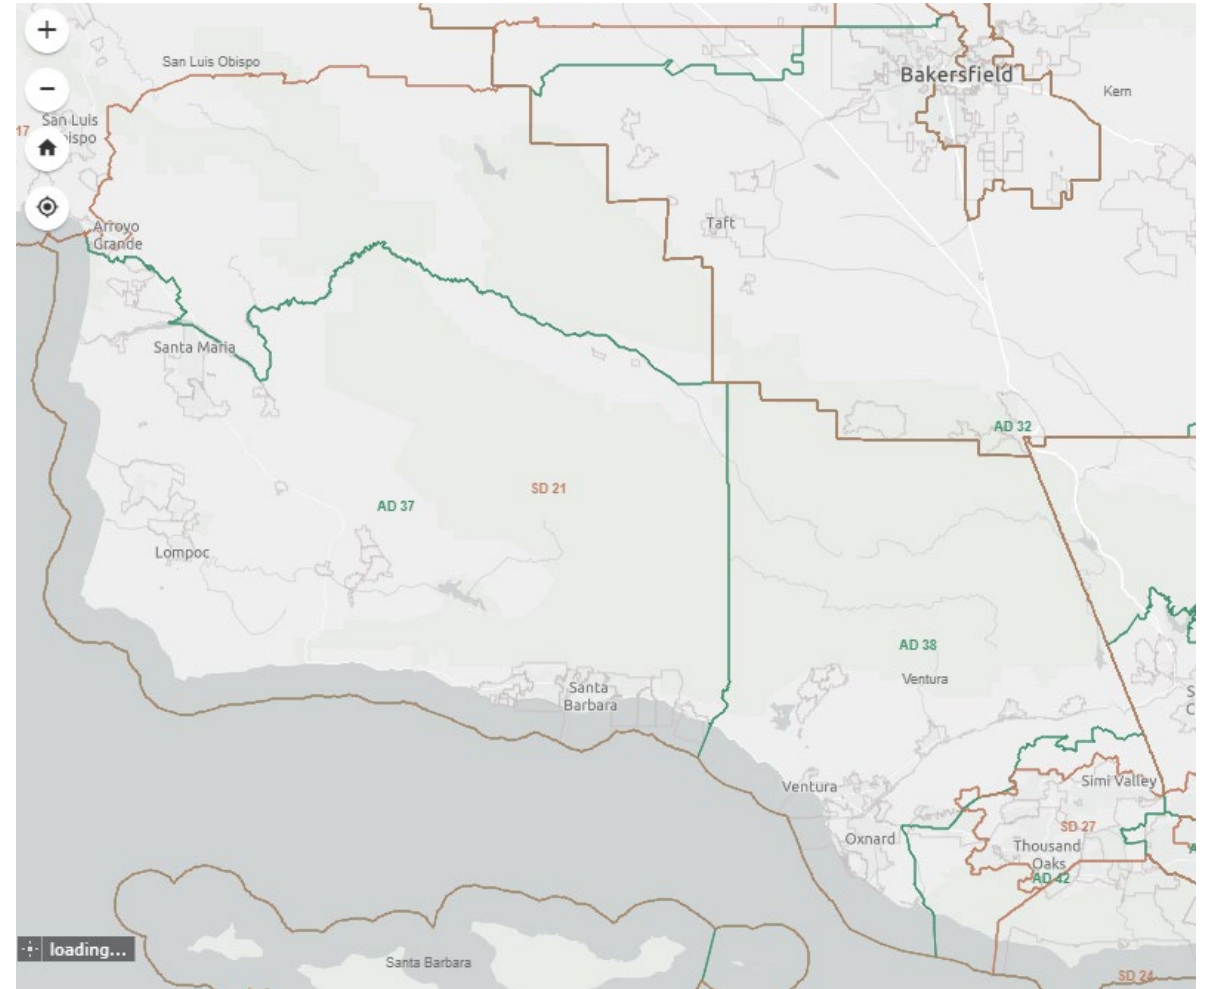 San Luis Obispo
Bakersfield
Kern
17
San Luis
ispo
Arroyo
Grande
Taft
Santa Maria
AD 32
SD 21
AD 37
Lompoc
AD 38
Ventura
Santa
Barbara
S
C
Simi Valley
Ventura
SD 27
Oxnard
Thousand
Oaks
AD 42
A
loading...
Santa Barbara
SD 24